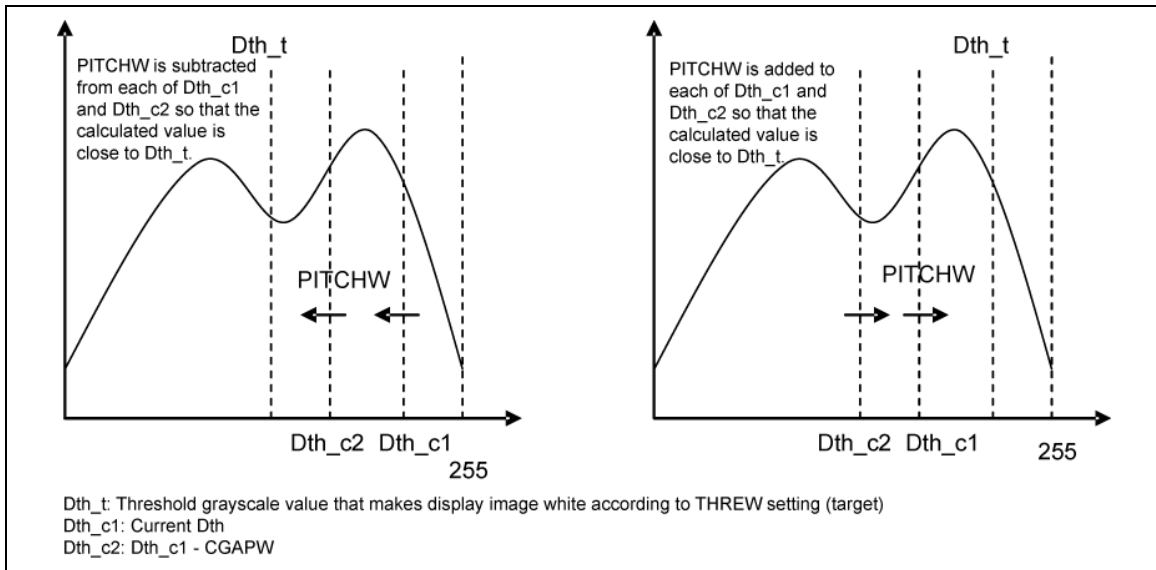 Dth_t
PITCHW is subtracted
from each of Dth_c1
and Dth_c2 so that the
calculated value is
close to Dth_t.
PITCHW
Dth_c2
Dth_c1
255
Dth_t
PITCHW is added to
each of Dth_c1 and
Dth_c2 so that the
calculated value is
close to Dth_t.
PITCHW
Dth_c2
Dth_c1
255
Dth_t: Threshold grayscale value that makes display image white according to THREW setting (target)
Dth_c1: Current Dth
Dth_c2: Dth_c1 - CGAPW